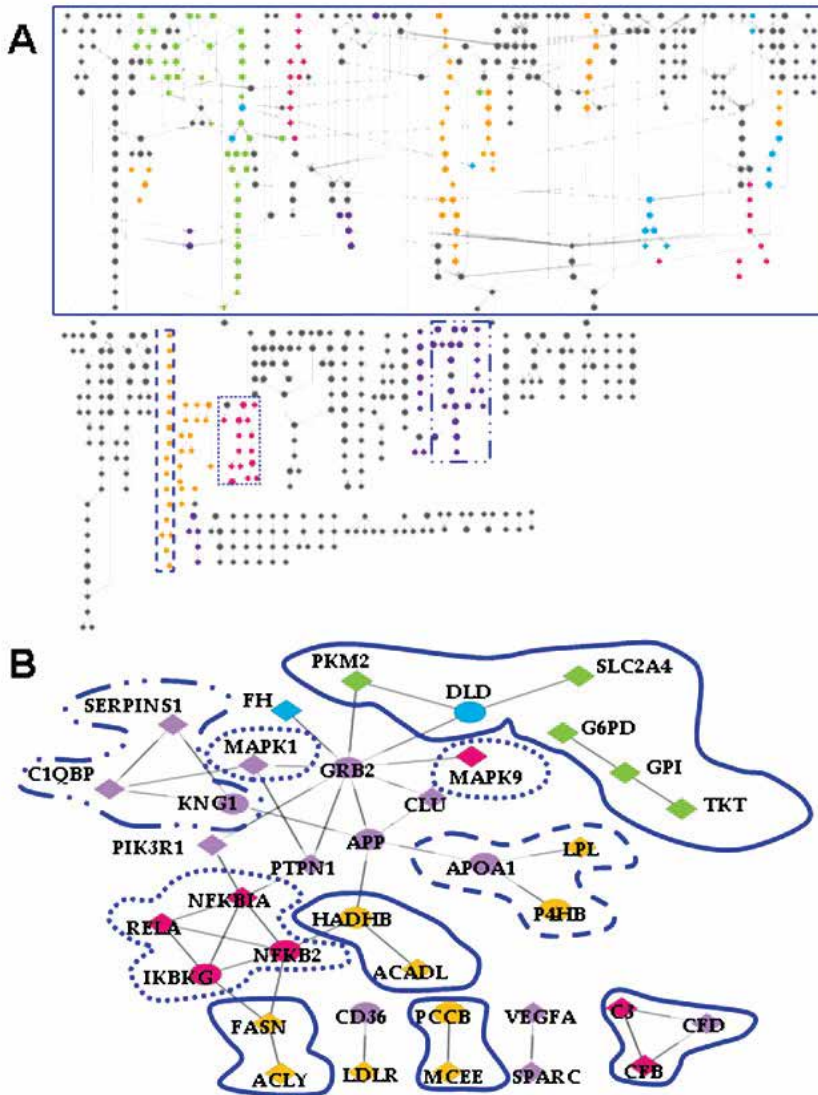 A
B
PKM2
SLC2A4
DLD
SERPINS1
FH
G6PD
MAPK1
C1QBP
GRB2
MAPK9
GPI
KNG1
CLU
TKT
PIK3R1
APP
LPL
PTPN1
APOA1
NFKBIA
P4HB
RELA
HADHB
NFKB2
IKBKG
ACADL
FASN
CD36
PCCB
VEGFA
C3
CFD
ACLY
LDLR
MCEE
SPARC
CFB